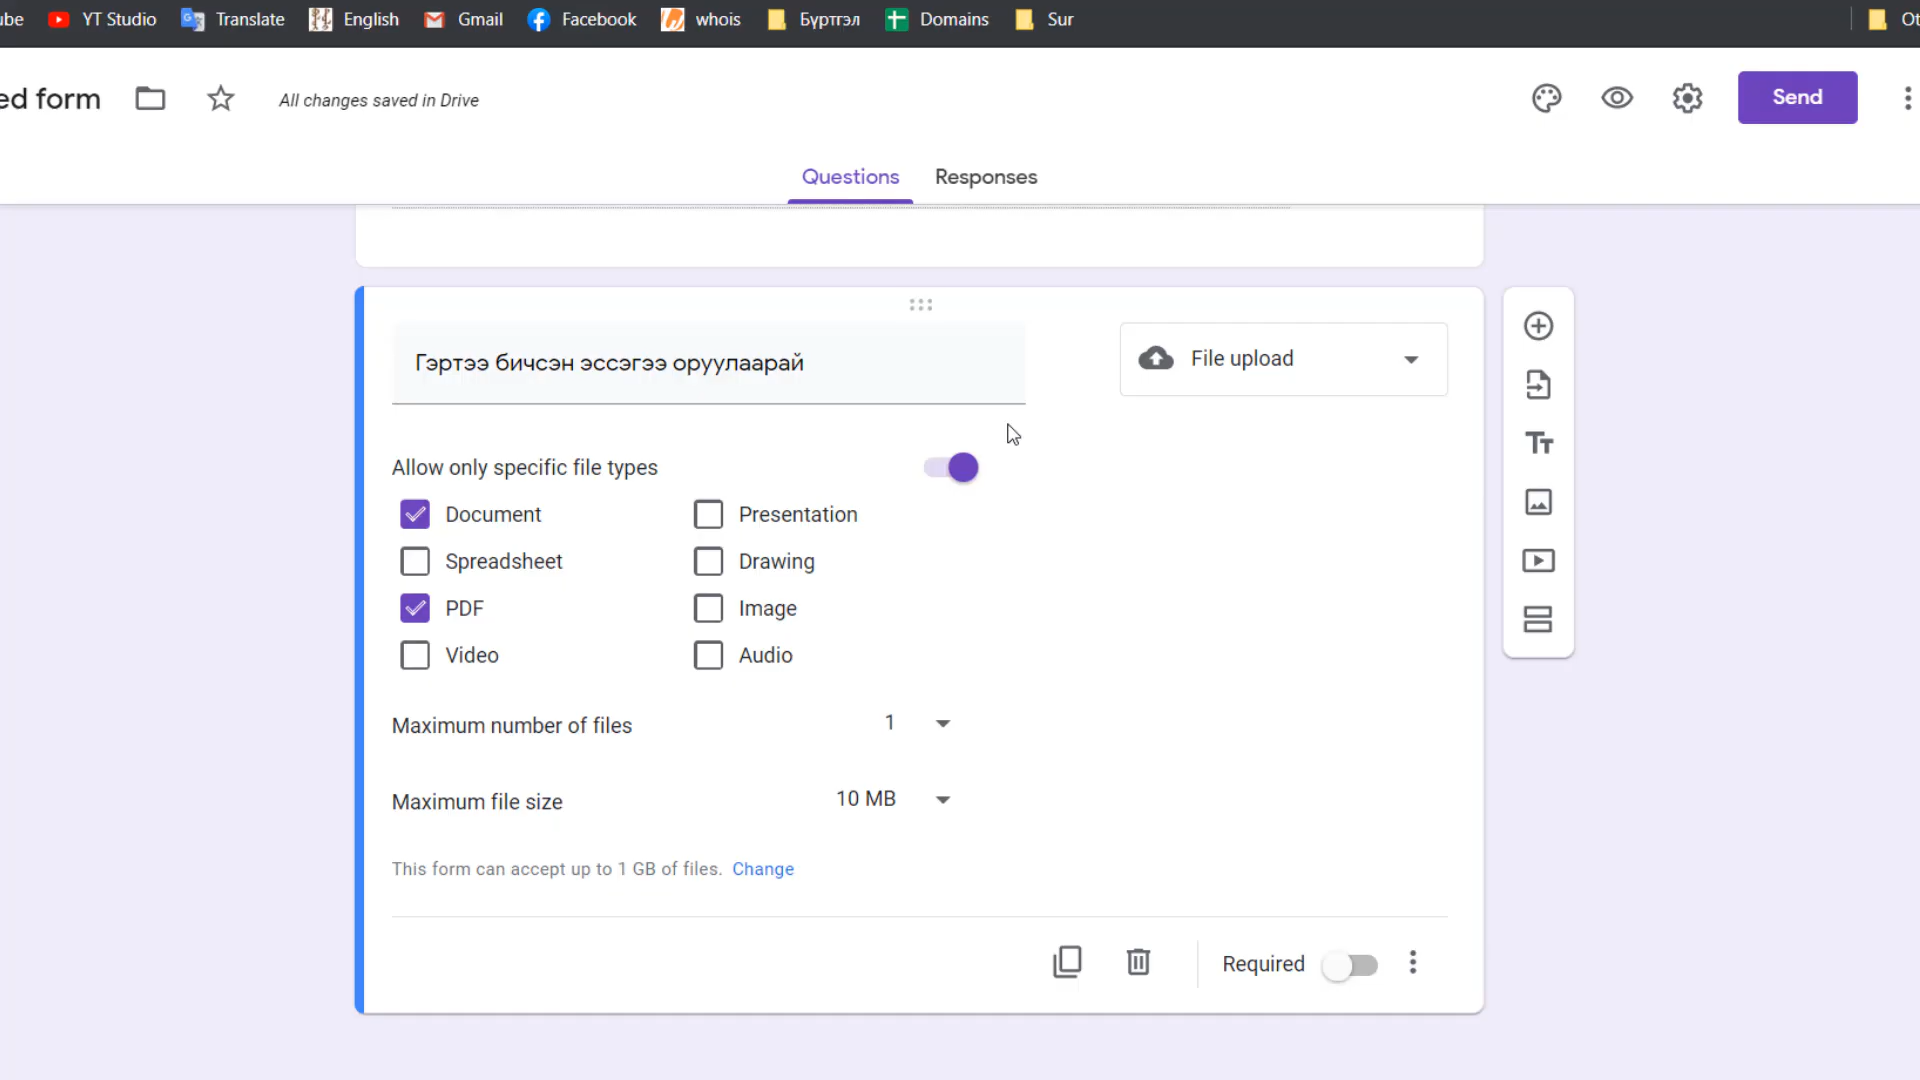 YT Studio Translate English Gmail Facebook whois Бүртгэл Domains Sur
ed form All changes saved in Drive Send
Questions Responses
Гэртээ бичсэн эссэгээ оруулаарай File upload
Allow only specific file types
Document Presentation
Spreadsheet Drawing
PDF Image
Video Audio
Maximum number of files 1
Maximum file size 10 MB
This form can accept up to 1 GB of files. Change
Required